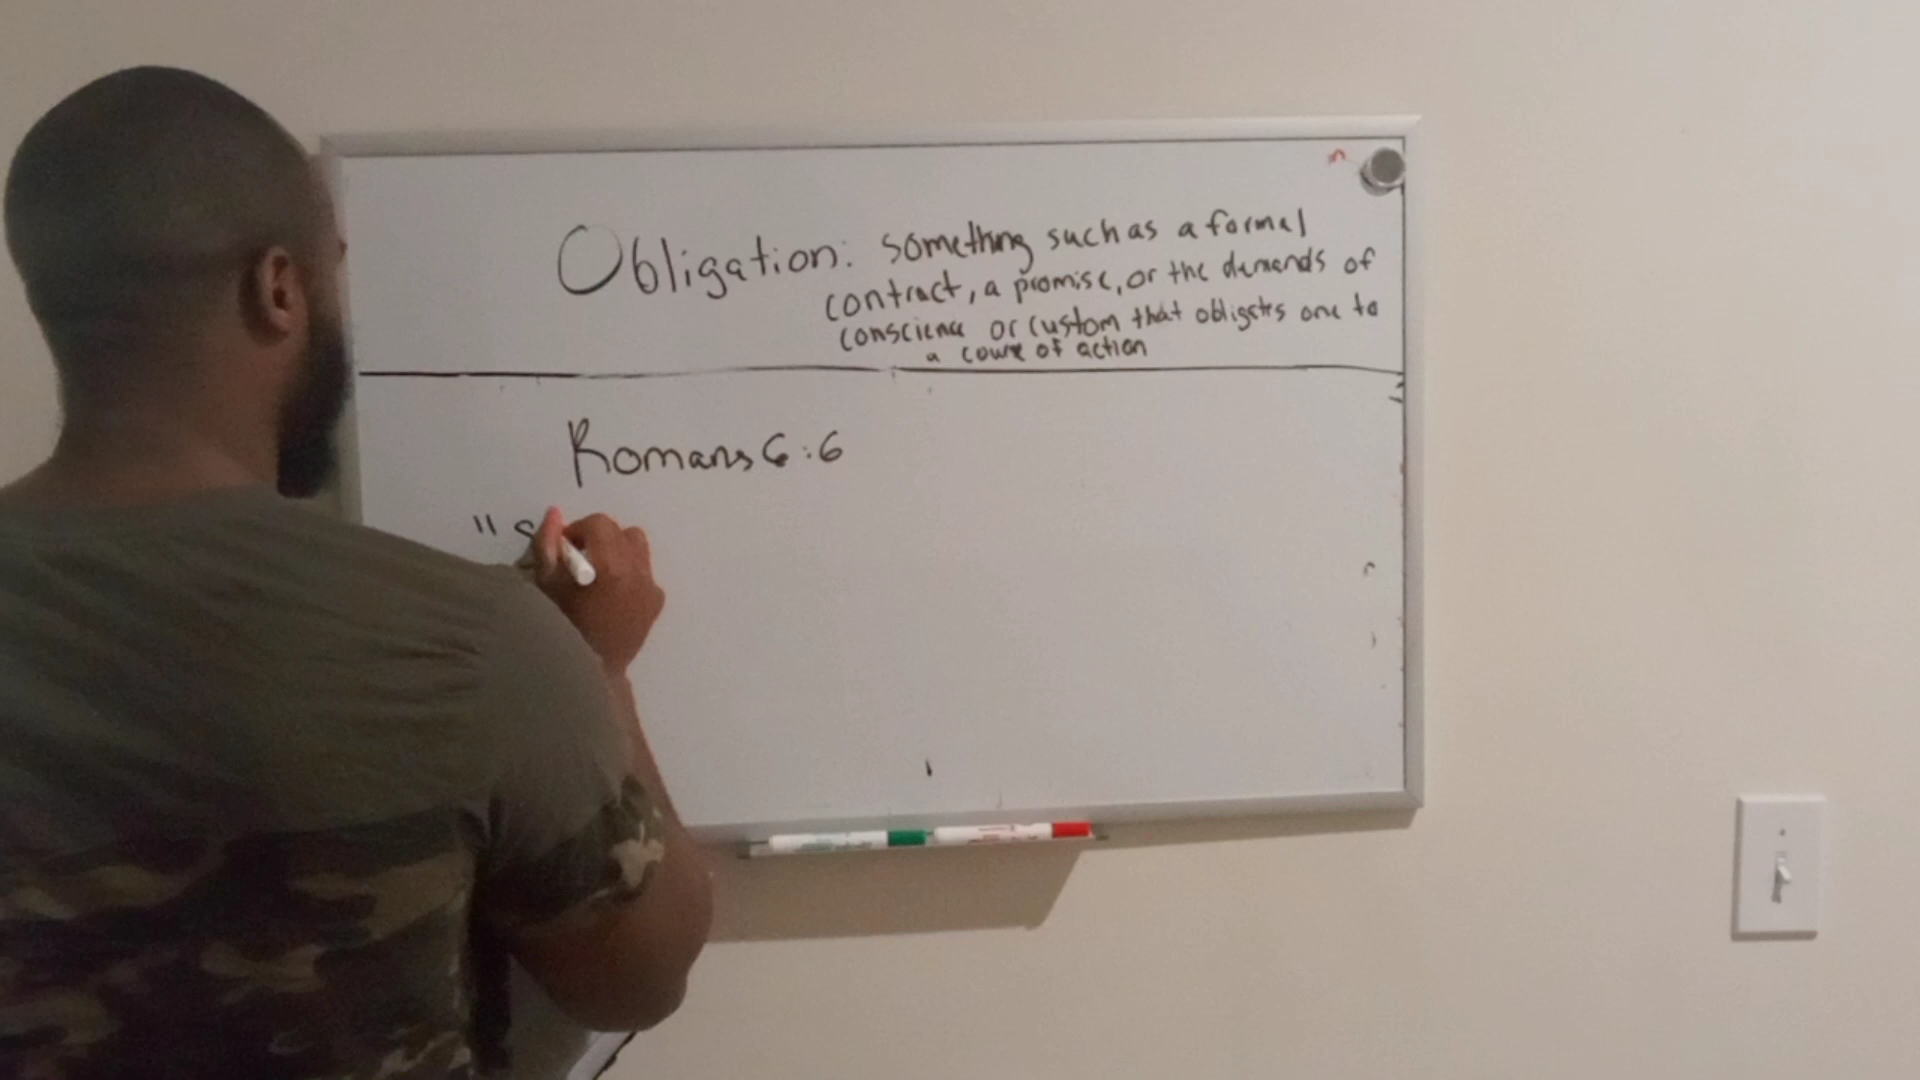 Obligation: something such as a formal
contract, a promise, or the demands of
conscience or custom that obligates one to
a course of action
Romans 6:6
"S